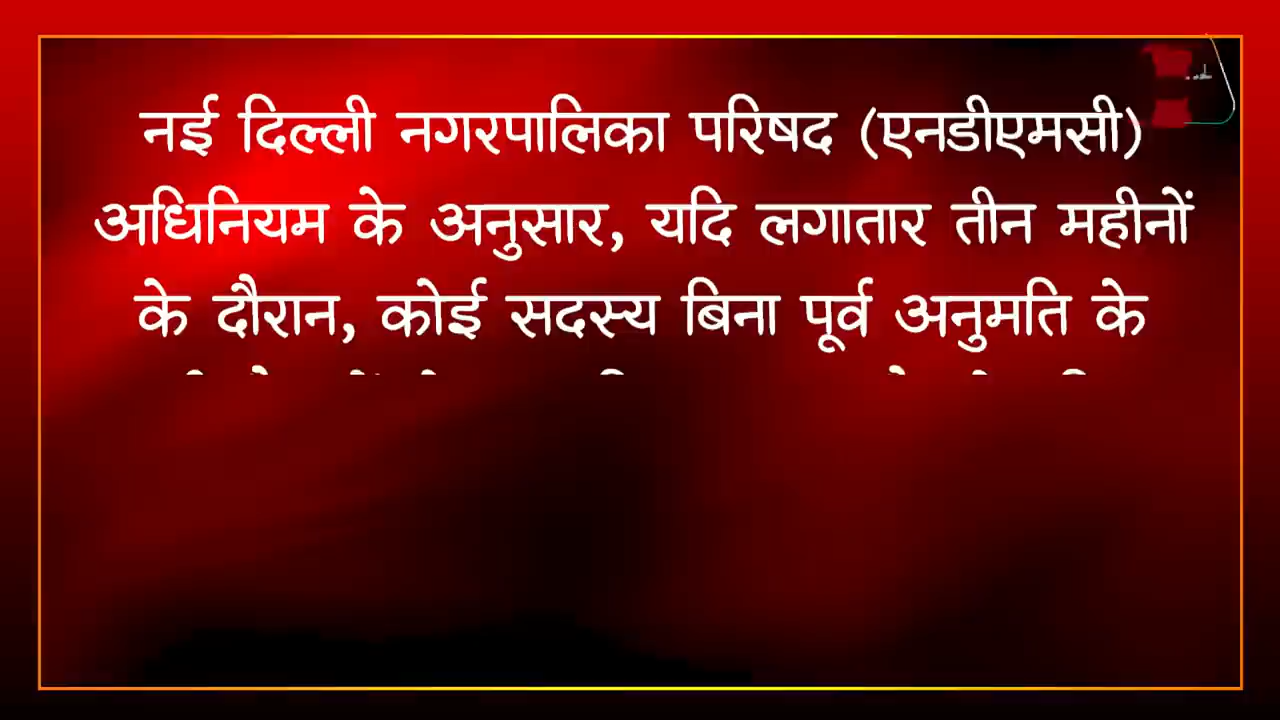 नई दिल्ली नगरपालिका परिषद (एनडीएमसी)
अधिनियम के अनुसार, यदि लगातार तीन महीनों
के दौरान, कोई सदस्य बिना पूर्व अनुमति के